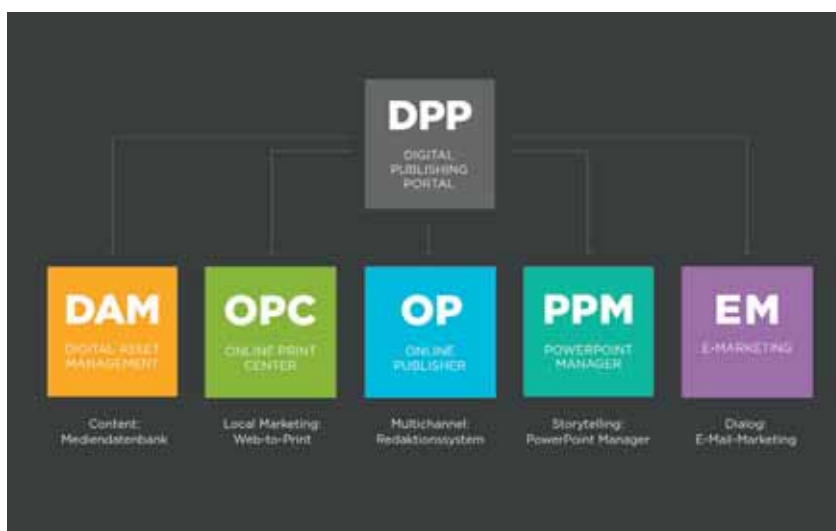 DPP
DIGITAL
PUBLISHING
PORTAL
DAM
DIGITAL ASSET
MANAGEMENT
OPC
ONLINE PRINT
CENTER
OP
ONLINE
PUBLISHER
PPM
POWERPOINT
MANAGER
EM
E-MARKETING
Content:
Mediendatenbank
Local Marketing:
Web-to-Print
Multichannel:
Redaktionssystem
Storytelling:
PowerPoint Manager
Dialog:
E-Mail-Marketing